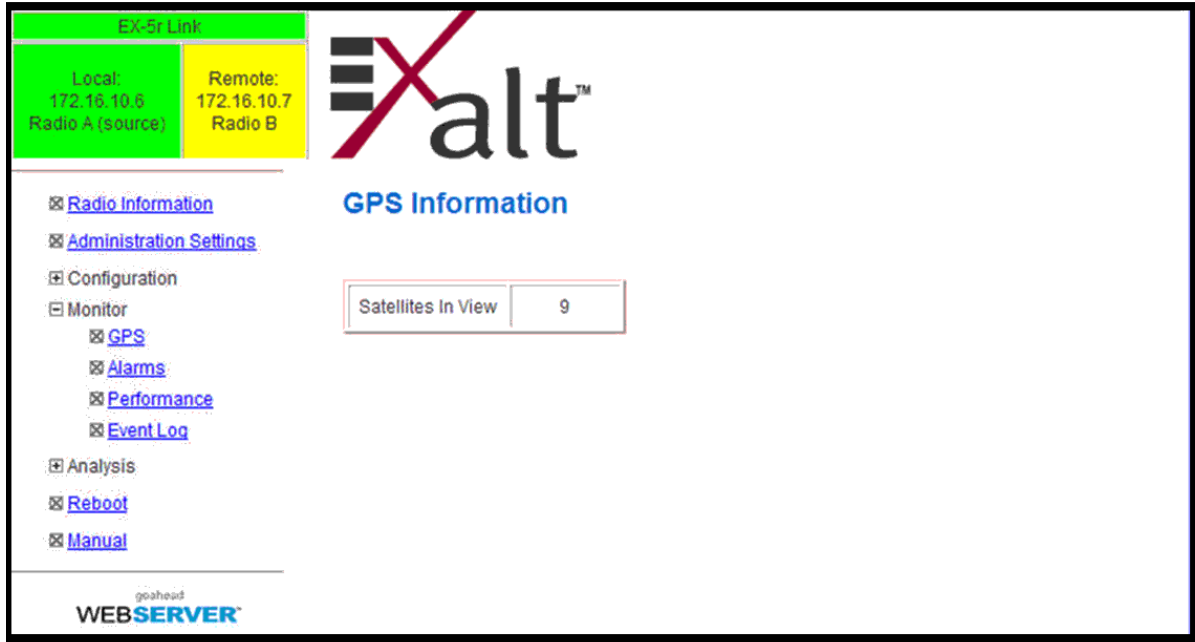 EX-5r Link
Local:
172.16.10.6
Radio A (source)
Remote:
172.16.10.7
Radio B
EXalt™
Radio Information
Administration Settings
Configuration
Monitor
GPS
Alarms
Performance
Event Log
Analysis
Reboot
Manual
goahead
WEBSERVER™
GPS Information
Satellites In View 9